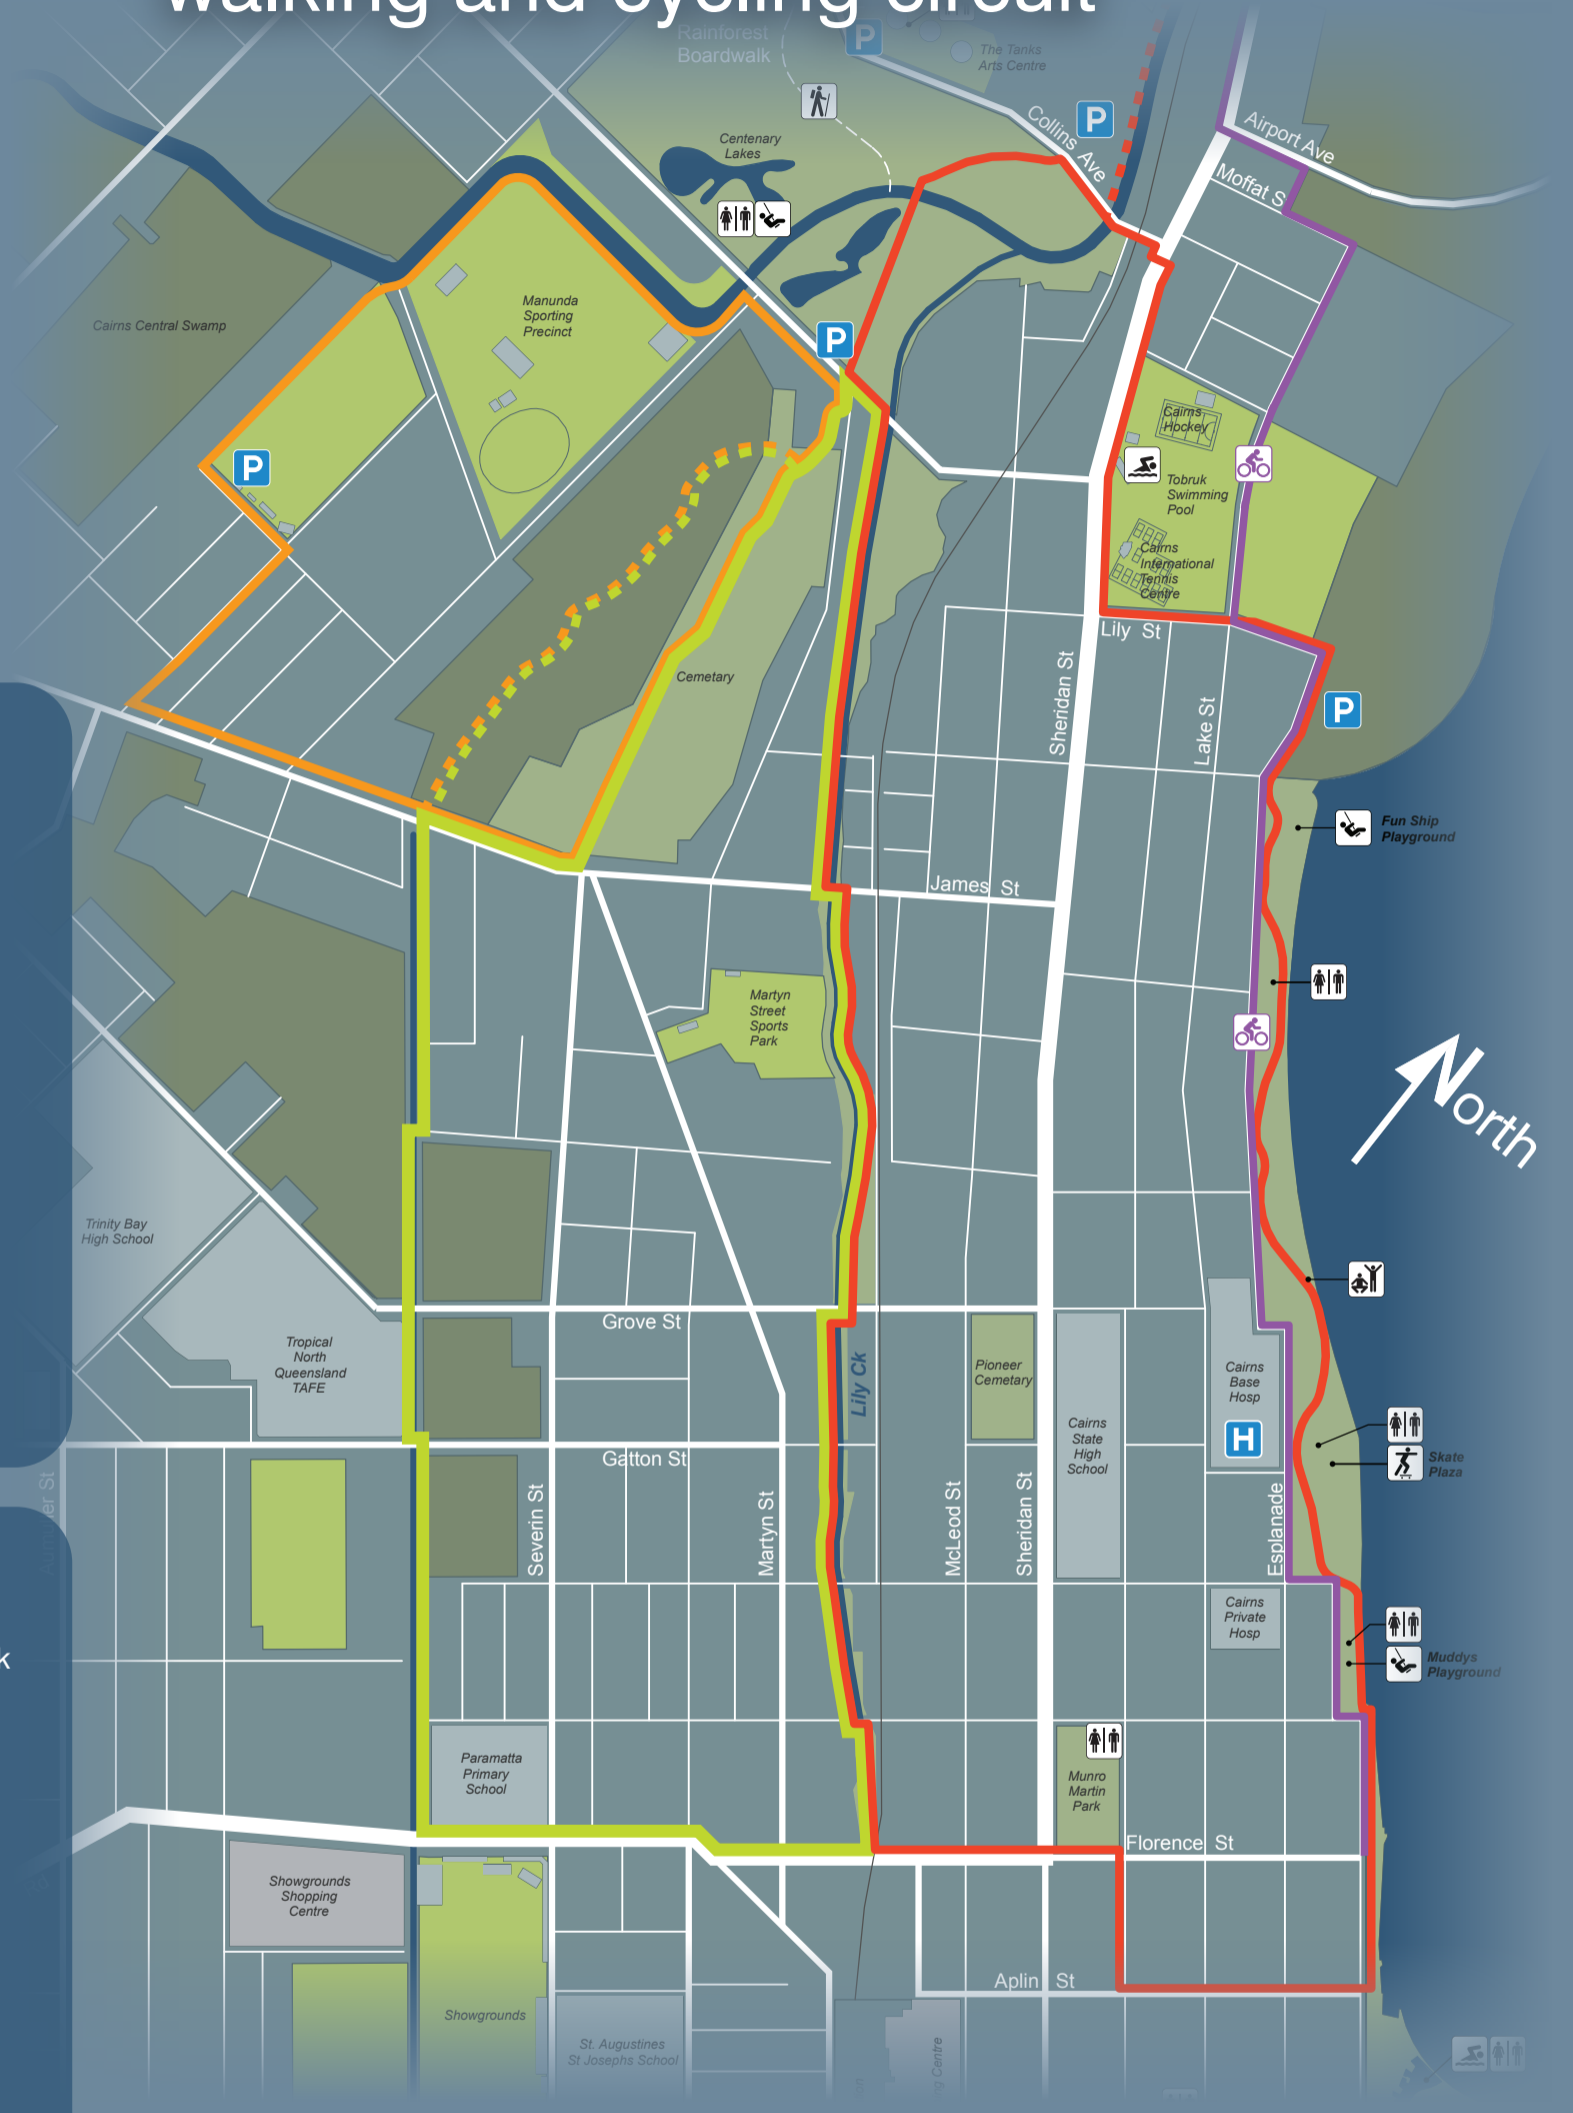 walking and cycling circuit
Rainforest
Boardwalk
P
The Tanks
Arts Centre
Collins Ave
P
Airport Ave
Moffat S
Centenary
Lakes
Manunda
Sporting
Precinct
Cairns Central Swamp
P
P
Cairns
Hockey
Tobruk
Swimming
Pool
Cairns
International
Tennis
Centre
Lily St
Cemetary
Sheridan St
Lake St
P
Fun Ship
Playground
James St
Martyn
Street
Sports
Park
North
Trinity Bay
High School
Tropical
North
Queensland
TAFE
Grove St
Lily Ck
Pioneer
Cemetary
Cairns
State
High
School
Cairns
Base
Hosp
H
Skate
Plaza
Gatton St
Severin St
Martyn St
McLeod St
Sheridan St
Esplanade
Cairns
Private
Hosp
Muddys
Playground
k
Paramatta
Primary
School
Munro
Martin
Park
Florence St
Showgrounds
Shopping
Centre
Aplin St
Showgrounds
St. Augustines
St Josephs School
Centre